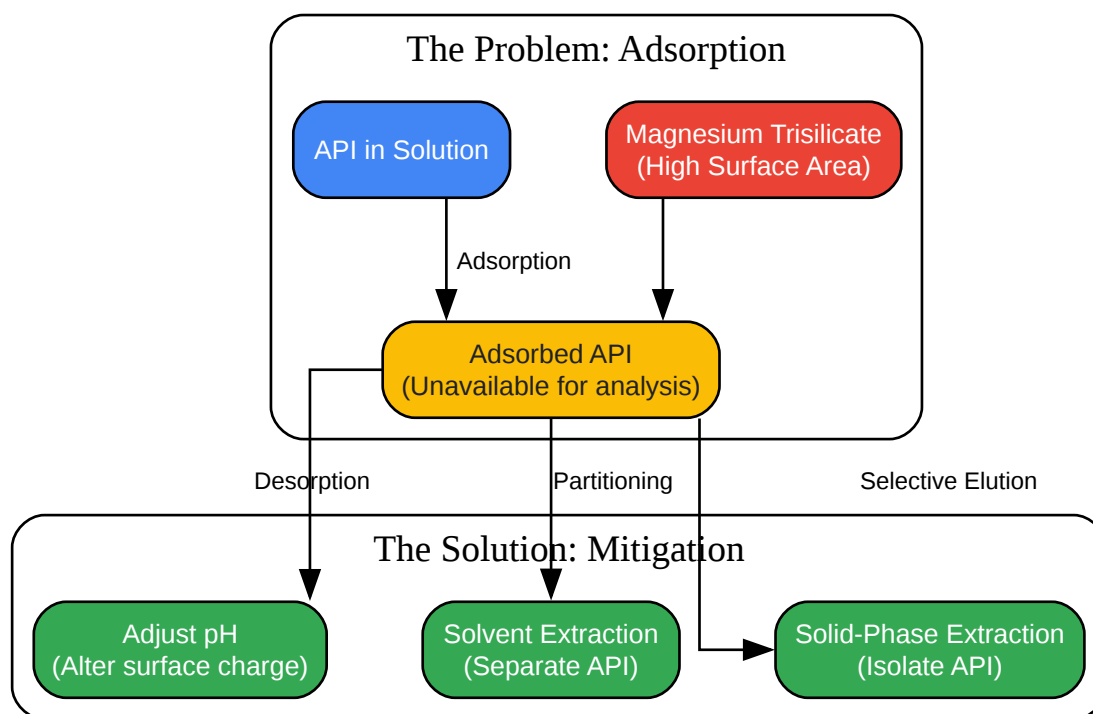 The Problem: Adsorption
API in Solution
Magnesium Trisilicate
(High Surface Area)
Adsorption
Adsorbed API
(Unavailable for analysis)
Desorption
Partitioning
Selective Elution
The Solution: Mitigation
Adjust pH
(Alter surface charge)
Solvent Extraction
(Separate API)
Solid-Phase Extraction
(Isolate API)